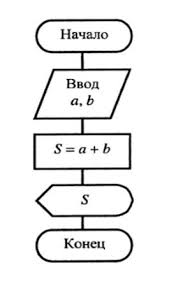 Начало
Ввод
a, b
S = a + b
S
Конец